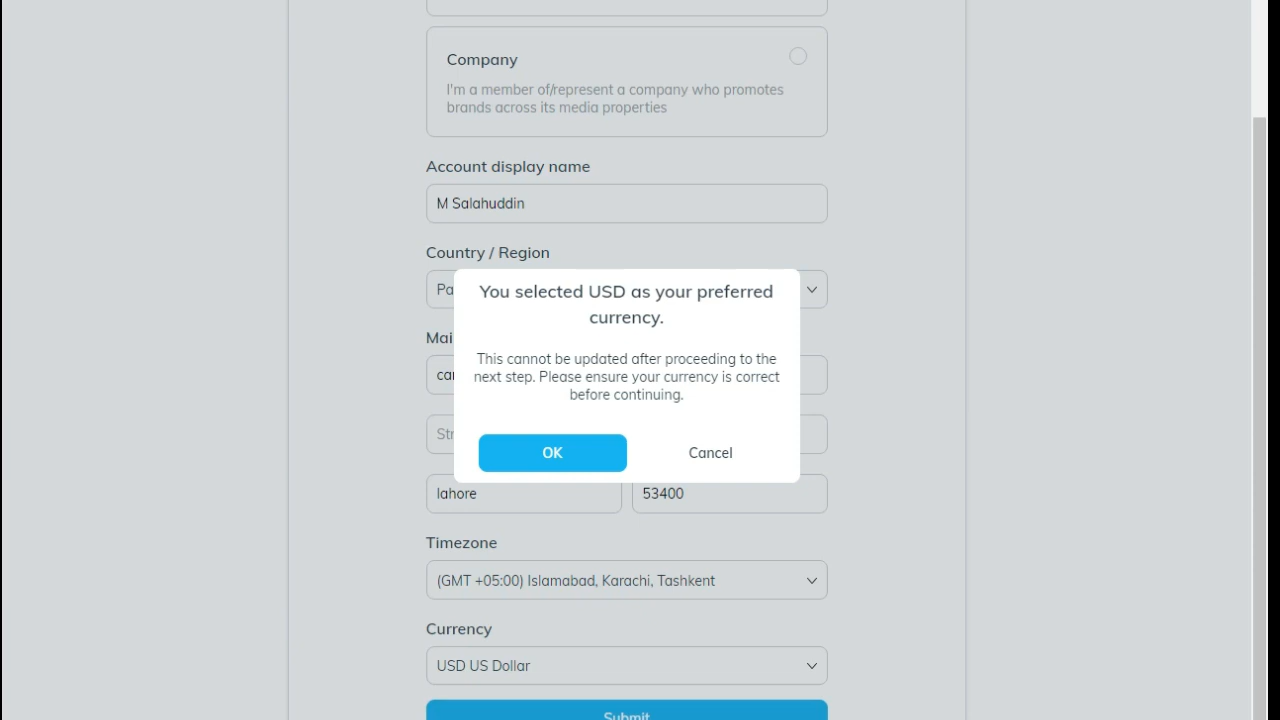 Company
I'm a member of/represent a company who promotes
brands across its media properties
Account display name
M Salahuddin
Country / Region
Pa
You selected USD as your preferred
currency.
Mai
This cannot be updated after proceeding to the
next step. Please ensure your currency is correct
before continuing.
OK
Cancel
lahore
53400
Timezone
(GMT +05:00) Islamabad, Karachi, Tashkent
Currency
USD US Dollar
Submit